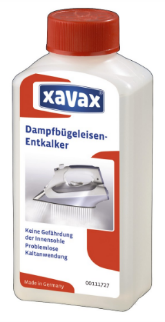 xavax
Dampfbügeleisen-
Entkalker
Keine Gefährdung
der Innensohle
Problemlose
Kaltanwendung
Made in Germany
00111727